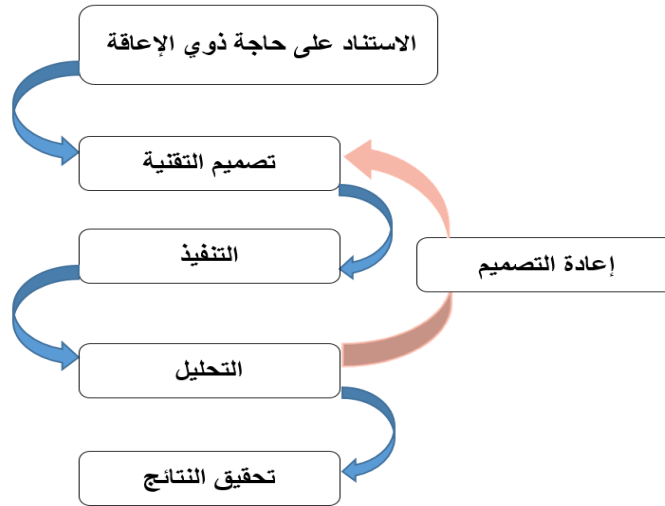 الاستناد على حاجة ذوي الإعاقة
تصميم التقنية
التنفيذ
إعادة التصميم
التحليل
تحقيق النتائج